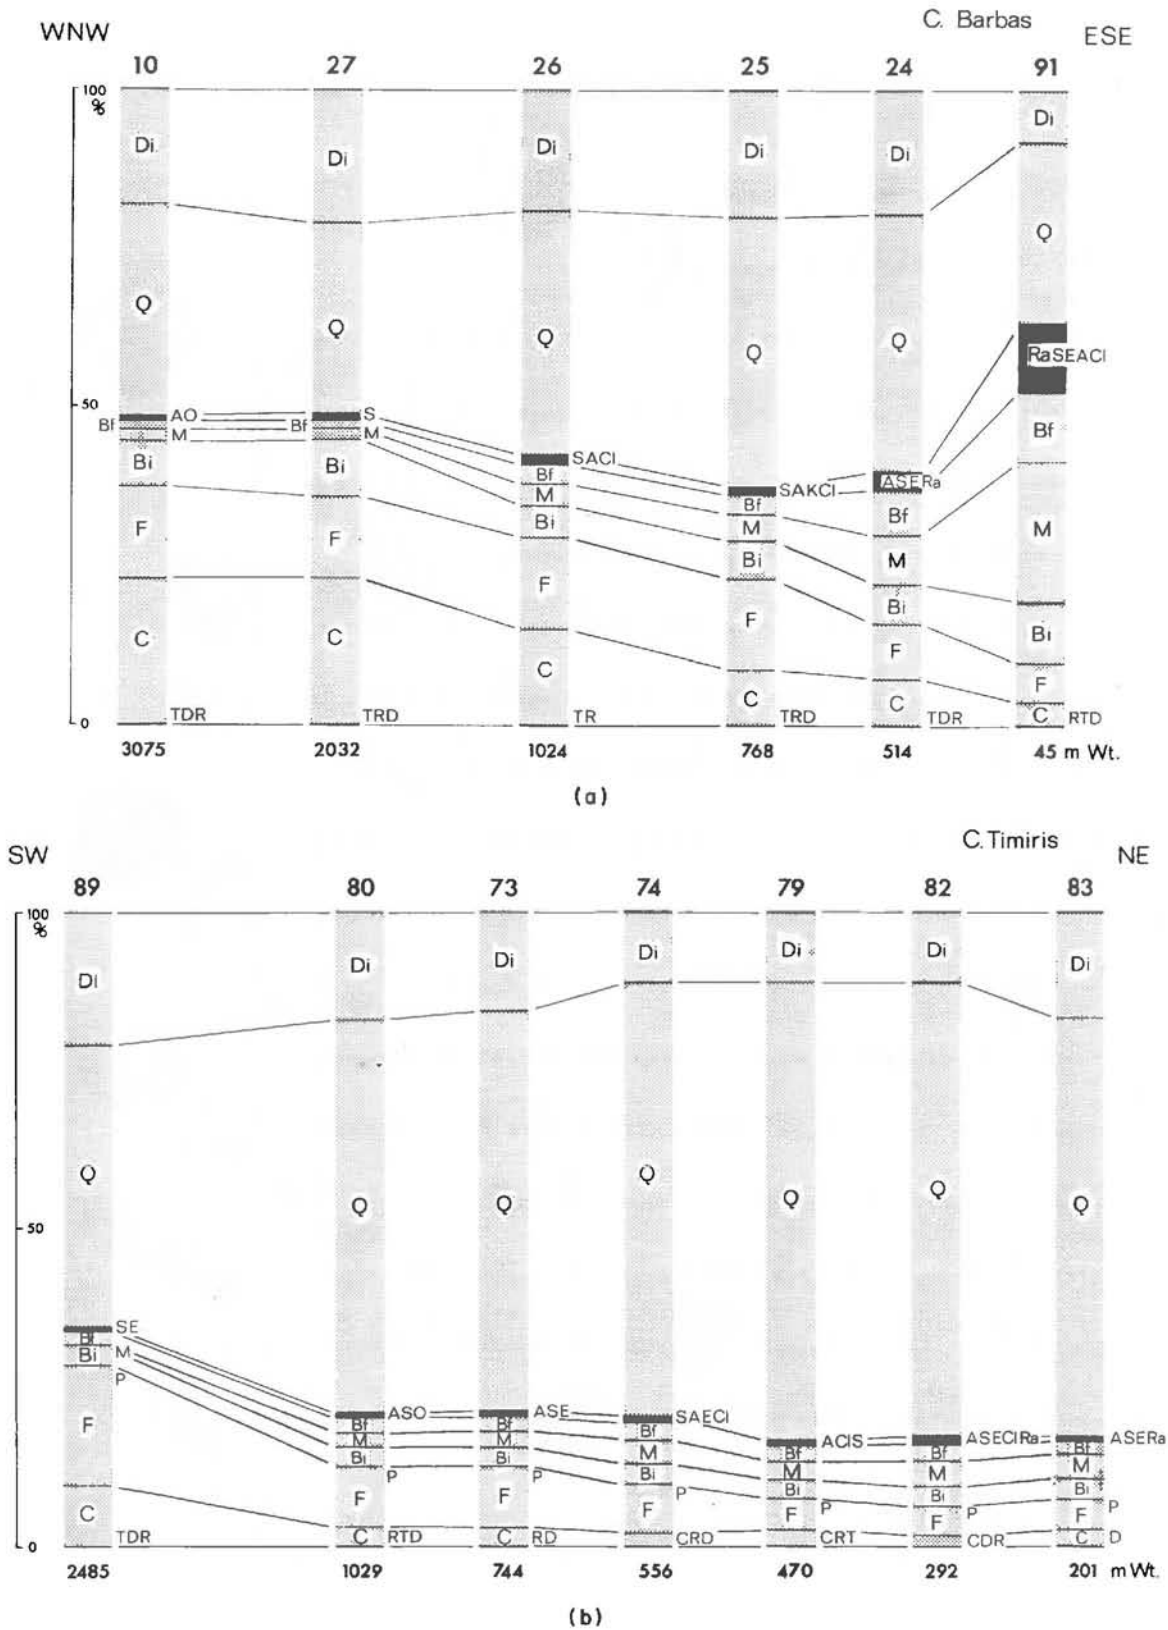 C. Barbas
WNW ESE
10 27 26 25 24 91
100
%
Di Di Di Di Di Di
Q Q Q Q Q Q
RaSEACI
50
AO S
Bf Bf SACI ASERa Bf
M M Bf SAKCI Bf
Bi Bi M Bf M M
Bi M Bi
F F F Bi F Bi
F F
C C C C C C
0
TDR TRD TR TRD TDR RTD
3075 2032 1024 768 514 45 m Wt.
(a)
C. Timiris
SW NE
89 80 73 74 79 82 83
100
%
Di Di Di Di Di Di Di
Q Q Q Q Q Q Q
50
SE
Bf
Bi M
P
ASO ASE SAECI ACIS ASECIRa ASERa
Bf Bf Bf Bf Bf Bf
M M M M M M
Bi Bi Bi Bi Bi Bi
P P P P P P
F F F F F F F
C C C C
0
TDR RTD RD CRD CRT CDR D
2485 1029 744 556 470 292 201 m Wt.
(b)